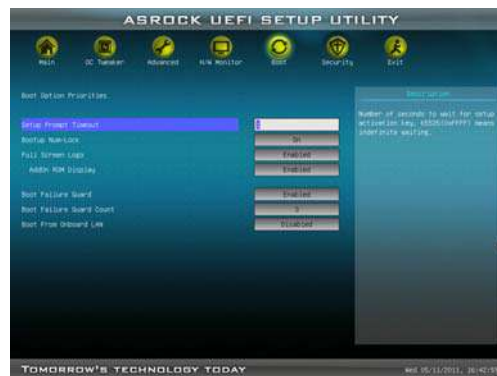 ASROCK UEFI SETUP UTILITY
Main OC Tweaker Advanced H/W Monitor Boot Security Exit
Boot Option Priorities
Description
Setup Prompt Timeout
Number of seconds to wait for setup
activation key. 65535(0xFFFF) means
indefinite waiting.
Bootup Num-Lock On
Full Screen Logo Enabled
AddOn ROM Display Enabled
Boot Failure Guard Enabled
Boot Failure Guard Count 3
Boot From Onboard LAN Disabled
TOMORROW'S TECHNOLOGY TODAY